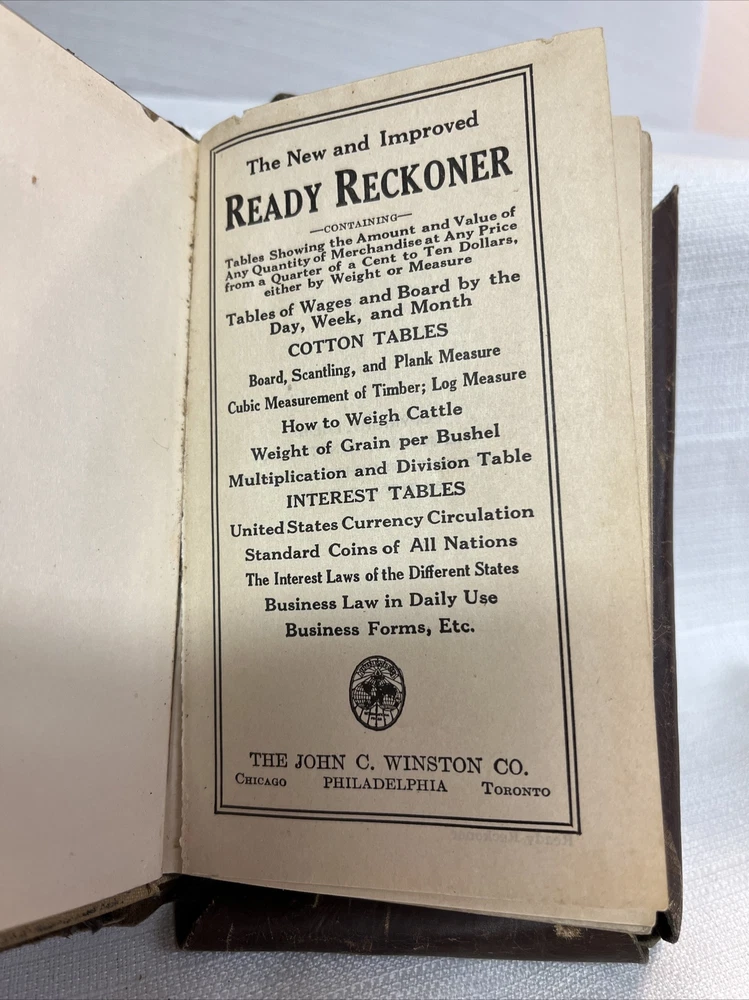 The New and Improved
READY RECKONER
—CONTAINING—
Tables Showing the Amount and Value of
Any Quantity of Merchandise at Any Price
from a Quarter of a Cent to Ten Dollars,
either by Weight or Measure
Tables of Wages and Board by the
Day, Week, and Month
COTTON TABLES
Board, Scantling, and Plank Measure
Cubic Measurement of Timber; Log Measure
How to Weigh Cattle
Weight of Grain per Bushel
Multiplication and Division Table
INTEREST TABLES
United States Currency Circulation
Standard Coins of All Nations
The Interest Laws of the Different States
Business Law in Daily Use
Business Forms, Etc.
THE JOHN C. WINSTON CO.
CHICAGO PHILADELPHIA TORONTO